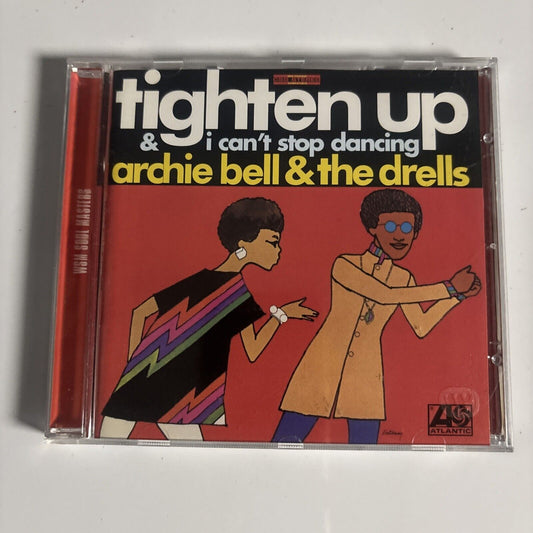 tighten up
& i can't stop dancing
archie bell & the drells
WSM SOUL MASTERS
ATLANTIC